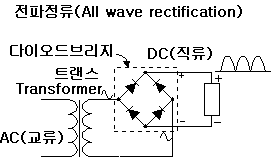 전파정류(All wave rectification)
다이오드브리지
DC(직류)
트랜스
Transformer
+
+
−
−
AC(교류)